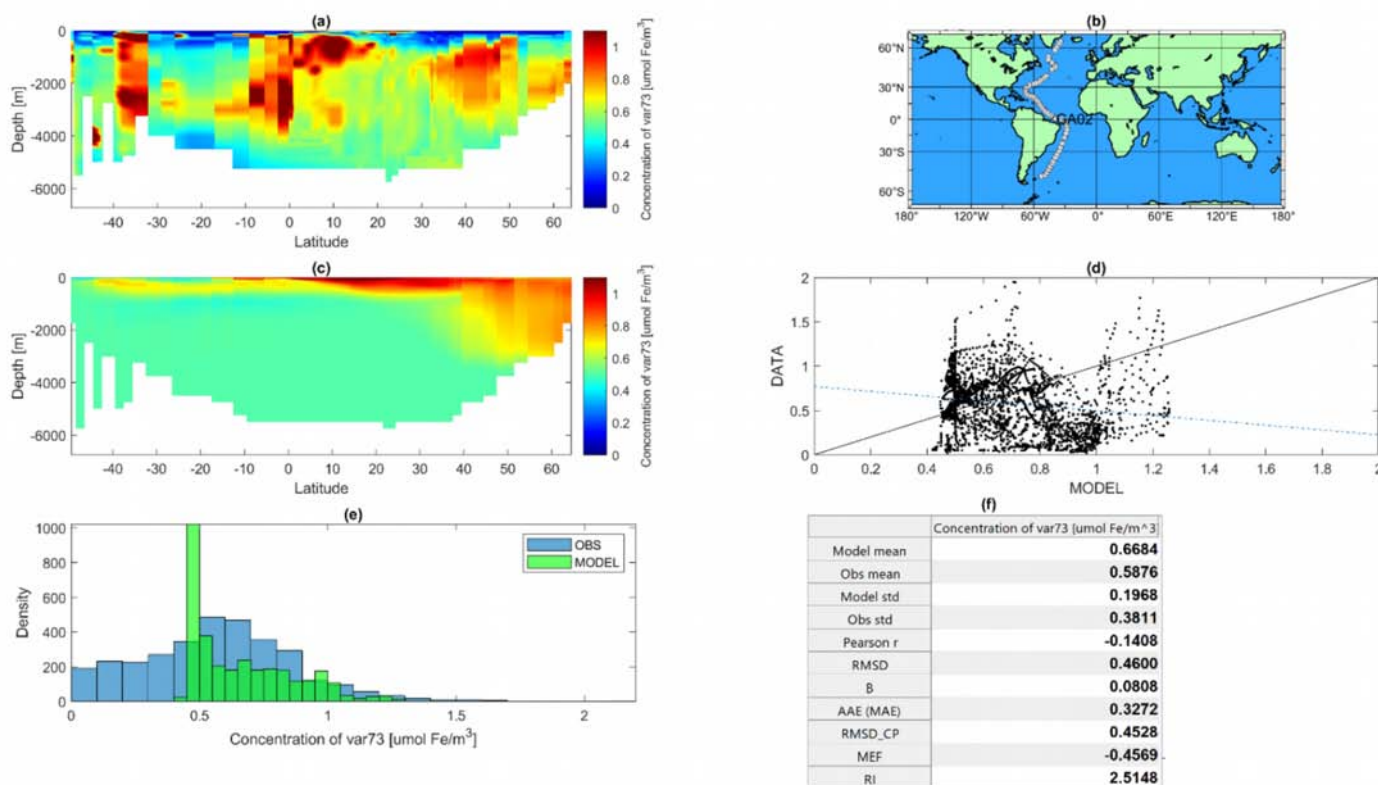 (a)
0
-2000
-4000
-6000
Depth [m]
-40 -30 -20 -10 0 10 20 30 40 50 60
Latitude
1
0.8
0.6
0.4
0.2
0
Concentration of var73 [umol Fe/m³]
(b)
60°N
30°N
0°
30°S
60°S
GA02
180° 120°W 60°W 0° 60°E 120°E 180°
(c)
0
-2000
-4000
-6000
Depth [m]
-40 -30 -20 -10 0 10 20 30 40 50 60
Latitude
1
0.8
0.6
0.4
0.2
0
Concentration of var73 [umol Fe/m³]
(d)
2
1.5
1
0.5
0
DATA
0 0.2 0.4 0.6 0.8 1 1.2 1.4 1.6 1.8 2
MODEL
(e)
1000
800
600
400
200
0
Density
OBS
MODEL
0 0.5 1 1.5 2
Concentration of var73 [umol Fe/m³]
(f)
Concentration of var73 [umol Fe/m^3]
Model mean 0.6684
Obs mean 0.5876
Model std 0.1968
Obs std 0.3811
Pearson r -0.1408
RMSD 0.4600
B 0.0808
AAE (MAE) 0.3272
RMSD_CP 0.4528
MEF -0.4569
RI 2.5148